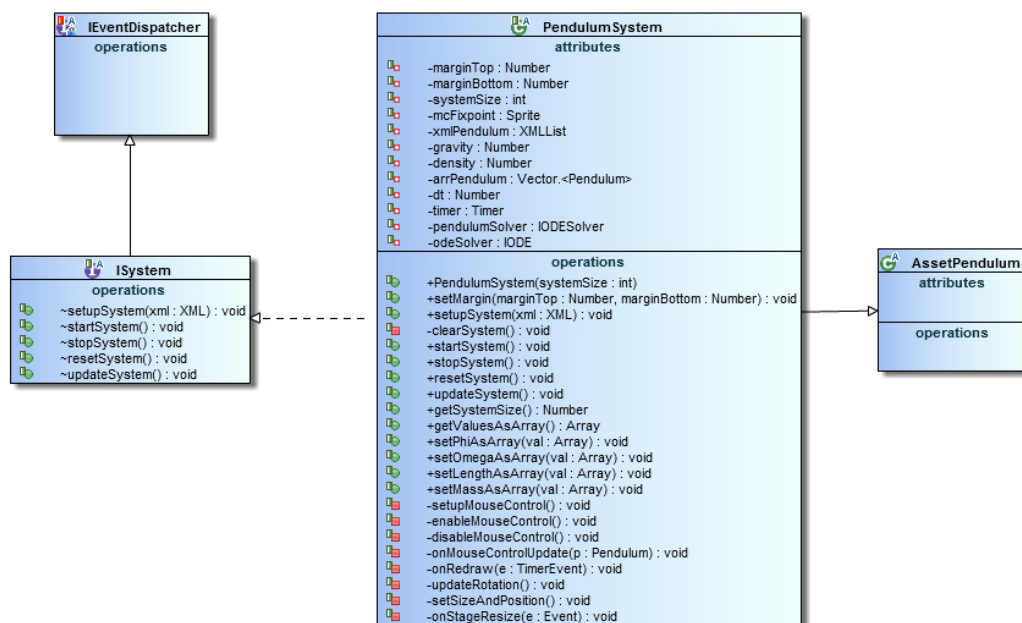 IEventDispatcher
operations
ISystem
operations
~setupSystem(xml : XML) : void
~startSystem() : void
~stopSystem() : void
~resetSystem() : void
~updateSystem() : void
PendulumSystem
attributes
-marginTop : Number
-marginBottom : Number
-systemSize : int
-mcFixpoint : Sprite
-xmlPendulum : XMLList
-gravity : Number
-density : Number
-arrPendulum : Vector.<Pendulum>
-dt : Number
-timer : Timer
-pendulumSolver : IODESolver
-odeSolver : IODE
operations
+PendulumSystem(systemSize : int)
+setMargin(marginTop : Number, marginBottom : Number) : void
+setupSystem(xml : XML) : void
-clearSystem() : void
+startSystem() : void
+stopSystem() : void
+resetSystem() : void
+updateSystem() : void
+getSystemSize() : Number
+getValuesAsArray() : Array
+setPhiAsArray(val : Array) : void
+setOmegaAsArray(val : Array) : void
+setLengthAsArray(val : Array) : void
+setMassAsArray(val : Array) : void
-setupMouseControl() : void
-enableMouseControl() : void
-disableMouseControl() : void
-onMouseControlUpdate(p : Pendulum) : void
-onRedraw(e : TimerEvent) : void
-updateRotation() : void
-setSizeAndPosition() : void
-onStageResize(e : Event) : void
AssetPendulum
attributes
operations